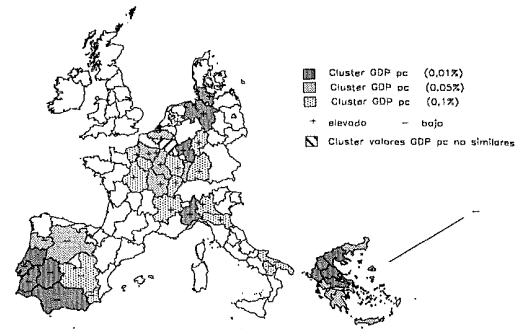 Cluster GDP pc (0,01%)
Cluster GDP pc (0.05%)
Cluster GDP pc (0,1%)
+ elevado − bajo
Cluster valores GDP pc no similares